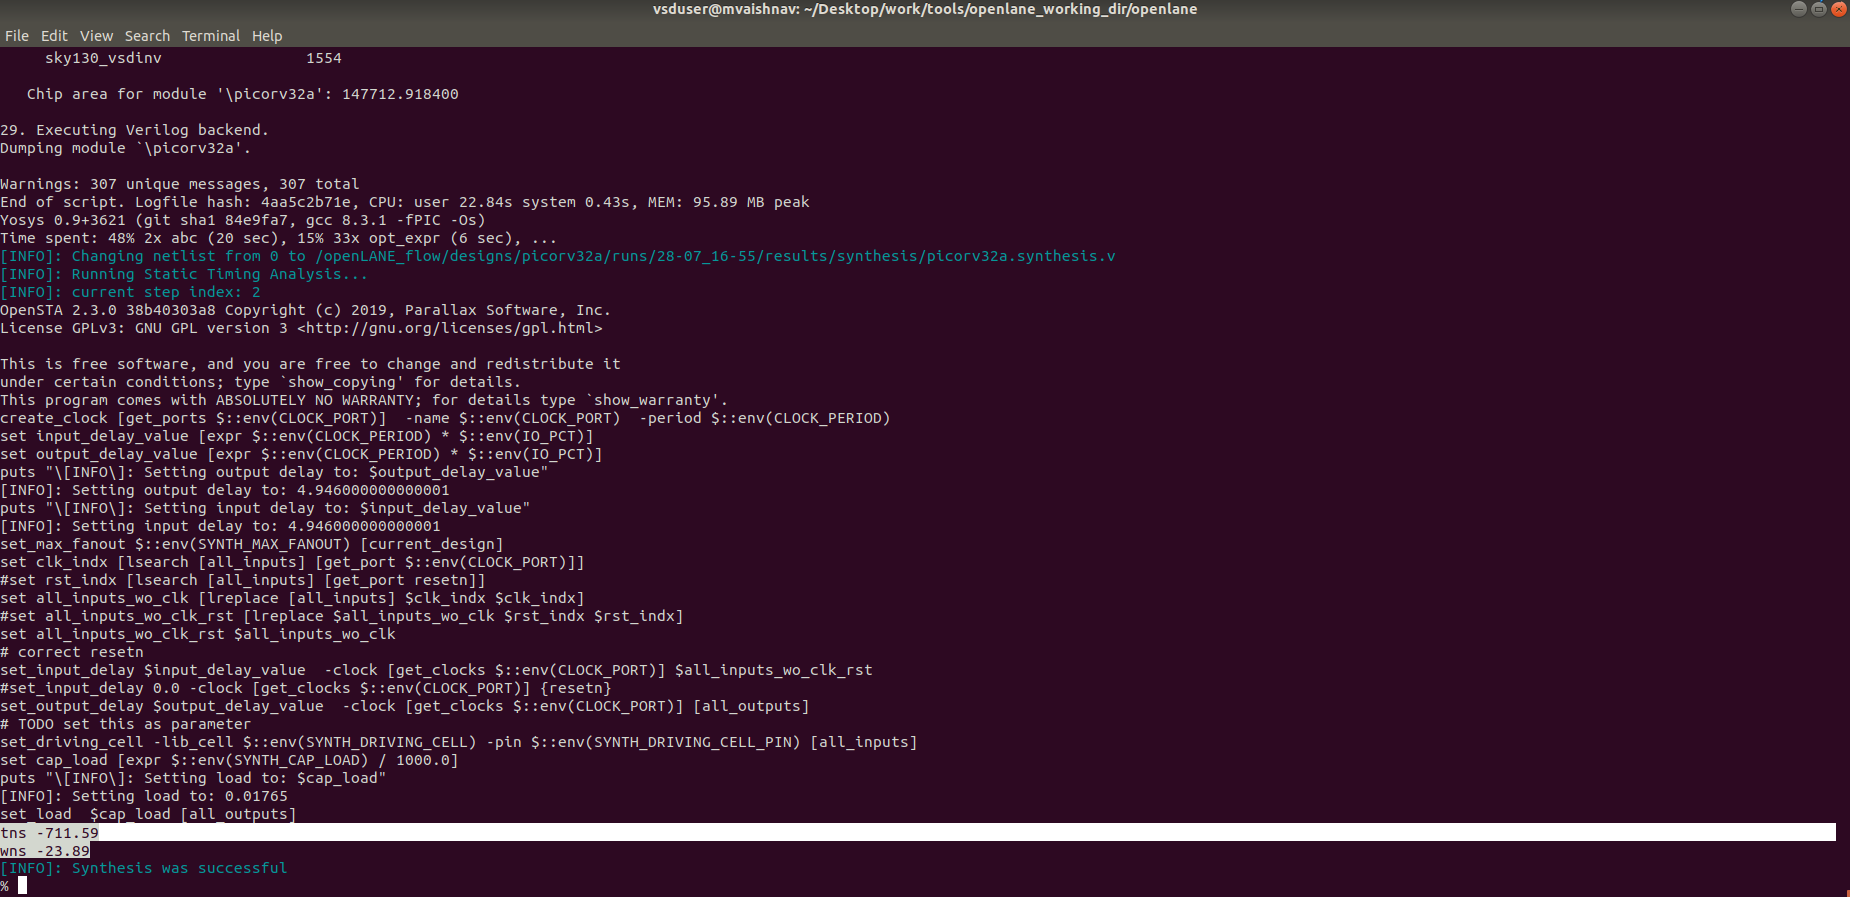 vsduser@mvaishnav: ~/Desktop/work/tools/openlane_working_dir/openlane
File Edit View Search Terminal Help
     sky130_vsdinv                1554
   Chip area for module '\picorv32a': 147712.918400
29. Executing Verilog backend.
Dumping module `\picorv32a'.
Warnings: 307 unique messages, 307 total
End of script. Logfile hash: 4aa5c2b71e, CPU: user 22.84s system 0.43s, MEM: 95.89 MB peak
Yosys 0.9+3621 (git sha1 84e9fa7, gcc 8.3.1 -fPIC -Os)
Time spent: 48% 2x abc (20 sec), 15% 33x opt_expr (6 sec), ...
[INFO]: Changing netlist from 0 to /openLANE_flow/designs/picorv32a/runs/28-07_16-55/results/synthesis/picorv32a.synthesis.v
[INFO]: Running Static Timing Analysis...
[INFO]: current step index: 2
OpenSTA 2.3.0 38b40303a8 Copyright (c) 2019, Parallax Software, Inc.
License GPLv3: GNU GPL version 3 <http://gnu.org/licenses/gpl.html>
This is free software, and you are free to change and redistribute it
under certain conditions; type `show_copying' for details.
This program comes with ABSOLUTELY NO WARRANTY; for details type `show_warranty'.
create_clock [get_ports $::env(CLOCK_PORT)]  -name $::env(CLOCK_PORT)  -period $::env(CLOCK_PERIOD)
set input_delay_value [expr $::env(CLOCK_PERIOD) * $::env(IO_PCT)]
set output_delay_value [expr $::env(CLOCK_PERIOD) * $::env(IO_PCT)]
puts "\[INFO\]: Setting output delay to: $output_delay_value"
[INFO]: Setting output delay to: 4.946000000000001
puts "\[INFO\]: Setting input delay to: $input_delay_value"
[INFO]: Setting input delay to: 4.946000000000001
set_max_fanout $::env(SYNTH_MAX_FANOUT) [current_design]
set clk_indx [lsearch [all_inputs] [get_port $::env(CLOCK_PORT)]]
#set rst_indx [lsearch [all_inputs] [get_port resetn]]
set all_inputs_wo_clk [lreplace [all_inputs] $clk_indx $clk_indx]
#set all_inputs_wo_clk_rst [lreplace $all_inputs_wo_clk $rst_indx $rst_indx]
set all_inputs_wo_clk_rst $all_inputs_wo_clk
# correct resetn
set_input_delay $input_delay_value  -clock [get_clocks $::env(CLOCK_PORT)] $all_inputs_wo_clk_rst
#set_input_delay 0.0 -clock [get_clocks $::env(CLOCK_PORT)] {resetn}
set_output_delay $output_delay_value  -clock [get_clocks $::env(CLOCK_PORT)] [all_outputs]
# TODO set this as parameter
set_driving_cell -lib_cell $::env(SYNTH_DRIVING_CELL) -pin $::env(SYNTH_DRIVING_CELL_PIN) [all_inputs]
set cap_load [expr $::env(SYNTH_CAP_LOAD) / 1000.0]
puts "\[INFO\]: Setting load to: $cap_load"
[INFO]: Setting load to: 0.01765
set_load  $cap_load [all_outputs]
tns -711.59
wns -23.89
[INFO]: Synthesis was successful
%